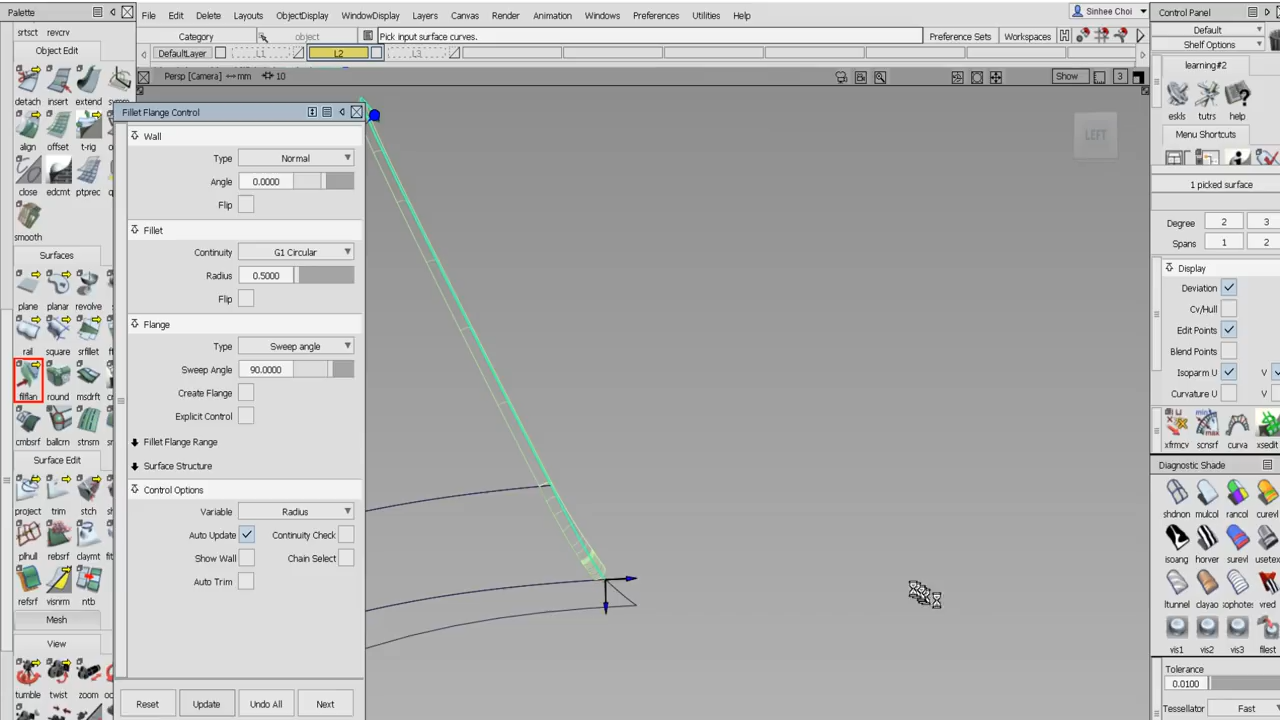 Palette
File Edit Delete Layouts ObjectDisplay WindowDisplay Layers Canvas Render Animation Windows Preferences Utilities Help
Sinhee Choi
Control Panel
srtsct revcrv
Category object Pick input surface curves. Preference Sets Workspaces
Default
Shelf Options
Object Edit
DefaultLayer L1 L2 L3
learning#2
Persp [Camera] mm 10
Show 3
detach insert extend
Fillet Flange Control
eskls tutrs help
Wall
LEFT
Menu Shortcuts
align offset t-rig
Type Normal
Angle 0.0000
1 picked surface
close edcmt ptprec
Flip
Degree 2 3
Fillet
Spans 1 2
smooth
Continuity G1 Circular
Surfaces
Radius 0.5000
Display
Flip
Deviation
plane planar revolve
Cv/Hull
Flange
Edit Points
rail square srfillet
Type Sweep angle
Blend Points
Sweep Angle 90.0000
Isoparm U V
Create Flange
Curvature U V
filflan round msdrft
Explicit Control
Fillet Flange Range
xfrmcv scnsrf curva xsedit
cmbsrf ballcrn stnsm
Surface Edit
Surface Structure
Diagnostic Shade
Control Options
Variable Radius
shdnon mulcol rancol curevl
project trim stch
Auto Update Continuity Check
Show Wall Chain Select
isoang horver surevl usetex
plhull rebsrf claymt
Auto Trim
refsrf visnrm ntb
ltunnel clayao sophotes vred
Mesh
View
vis1 vis2 vis3 filest
Tolerance
tumble twist zoom
0.0100
Reset Update Undo All Next
Tessellator Fast